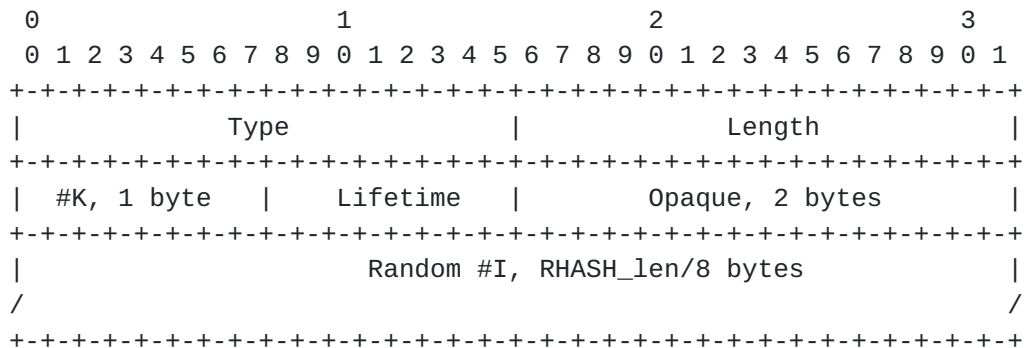 0                   1                   2                   3
 0 1 2 3 4 5 6 7 8 9 0 1 2 3 4 5 6 7 8 9 0 1 2 3 4 5 6 7 8 9 0 1
+-+-+-+-+-+-+-+-+-+-+-+-+-+-+-+-+-+-+-+-+-+-+-+-+-+-+-+-+-+-+-+-+
|             Type              |             Length            |
+-+-+-+-+-+-+-+-+-+-+-+-+-+-+-+-+-+-+-+-+-+-+-+-+-+-+-+-+-+-+-+-+
|  #K, 1 byte   |    Lifetime   |        Opaque, 2 bytes        |
+-+-+-+-+-+-+-+-+-+-+-+-+-+-+-+-+-+-+-+-+-+-+-+-+-+-+-+-+-+-+-+-+
|                      Random #I, RHASH_len/8 bytes             |
/                                                               /
+-+-+-+-+-+-+-+-+-+-+-+-+-+-+-+-+-+-+-+-+-+-+-+-+-+-+-+-+-+-+-+-+